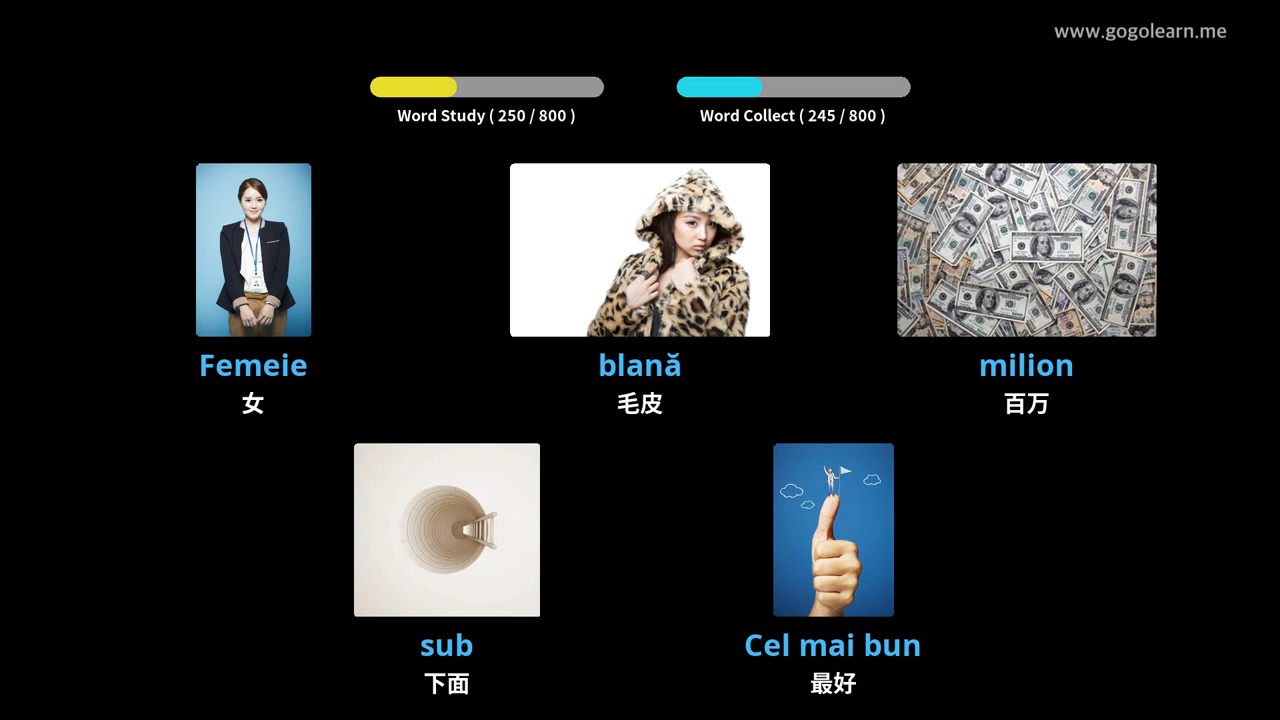 www.gogolearn.me
Word Study ( 250 / 800 )
Word Collect ( 245 / 800 )
Femeie
女
blană
毛皮
milion
百万
sub
下面
Cel mai bun
最好